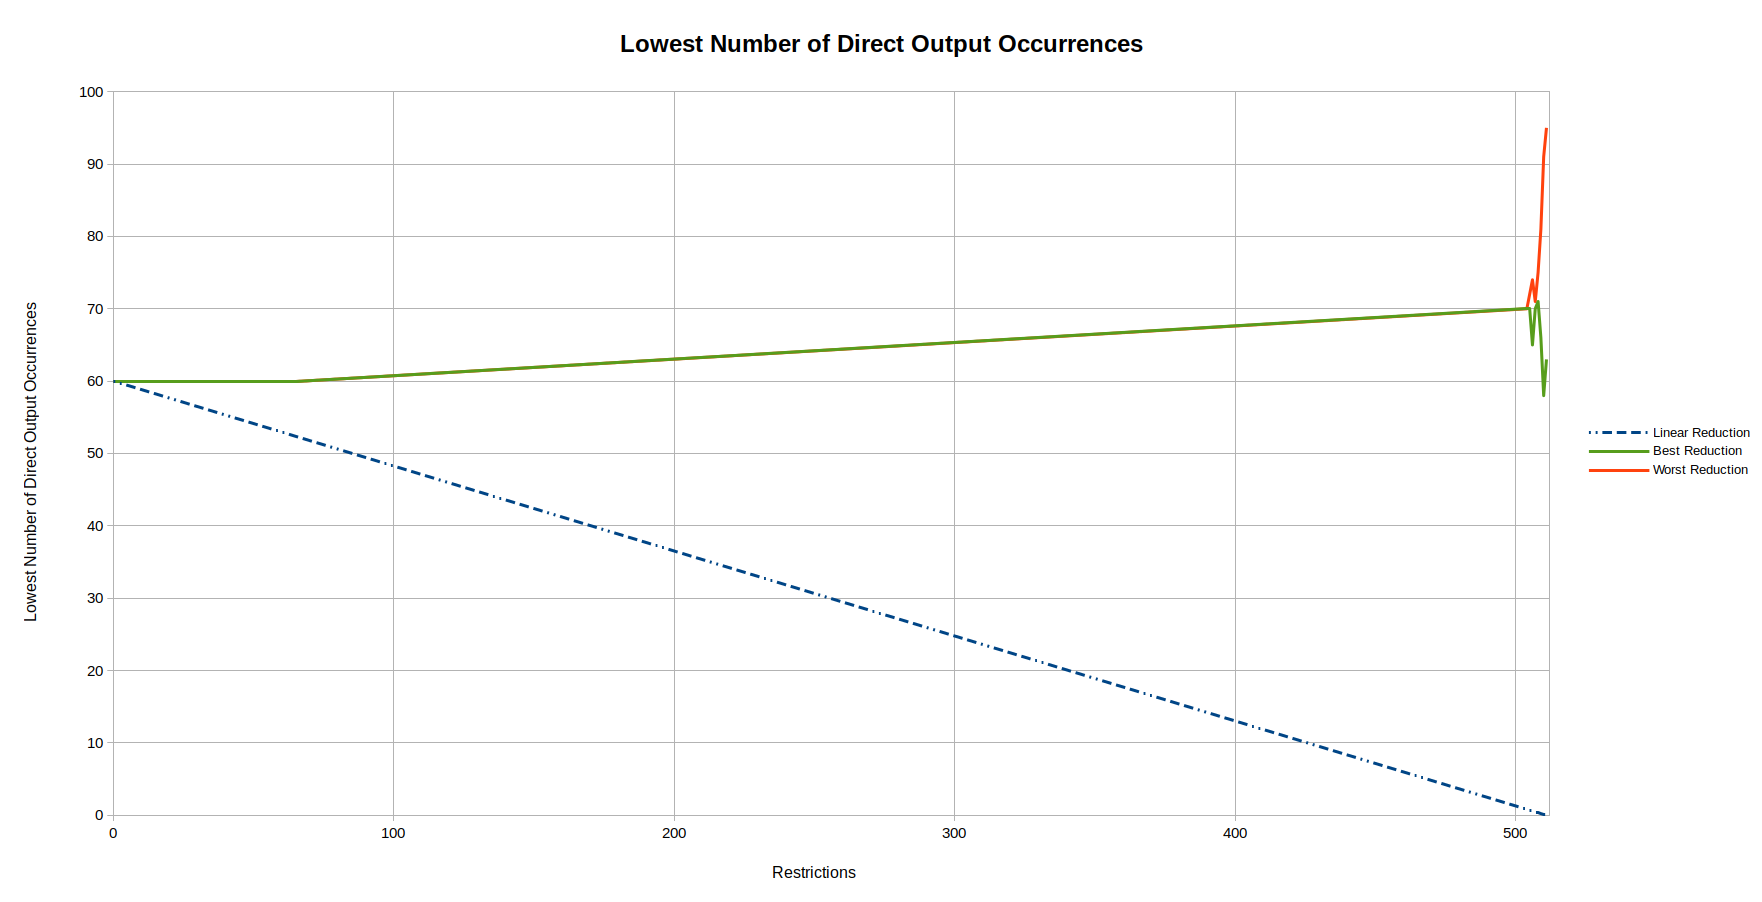 Lowest Number of Direct Output Occurrences
Lowest Number of Direct Output Occurrences
100
90
80
70
60
50
40
30
20
10
0
0 100 200 300 400 500
Restrictions
Linear Reduction
Best Reduction
Worst Reduction